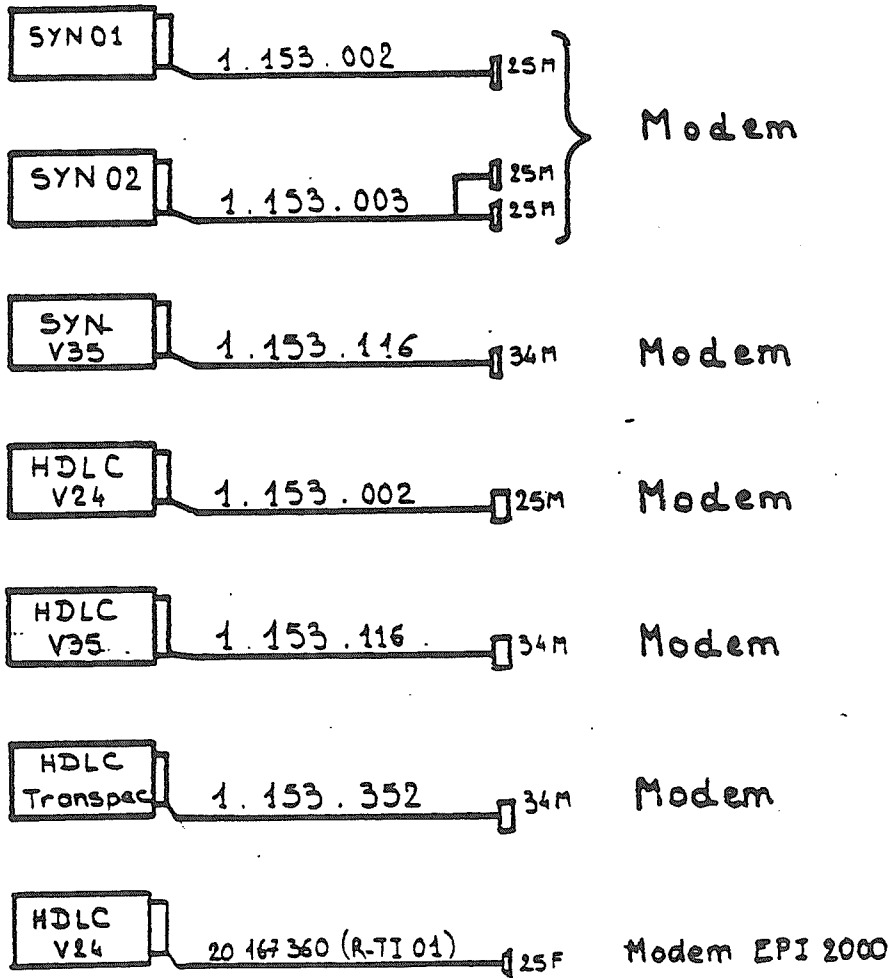 SYN 01
1.153.002
25M
Modem
SYN 02
1.153.003
25M
25M
SYN
V35
1.153.116
34M
Modem
HDLC
V24
1.153.002
25M
Modem
HDLC
V35
1.153.116
34M
Modem
HDLC
Transpac
1.153.352
34M
Modem
HDLC
V24
20 167 360 (R-TI 01)
25F
Modem EPI 2000